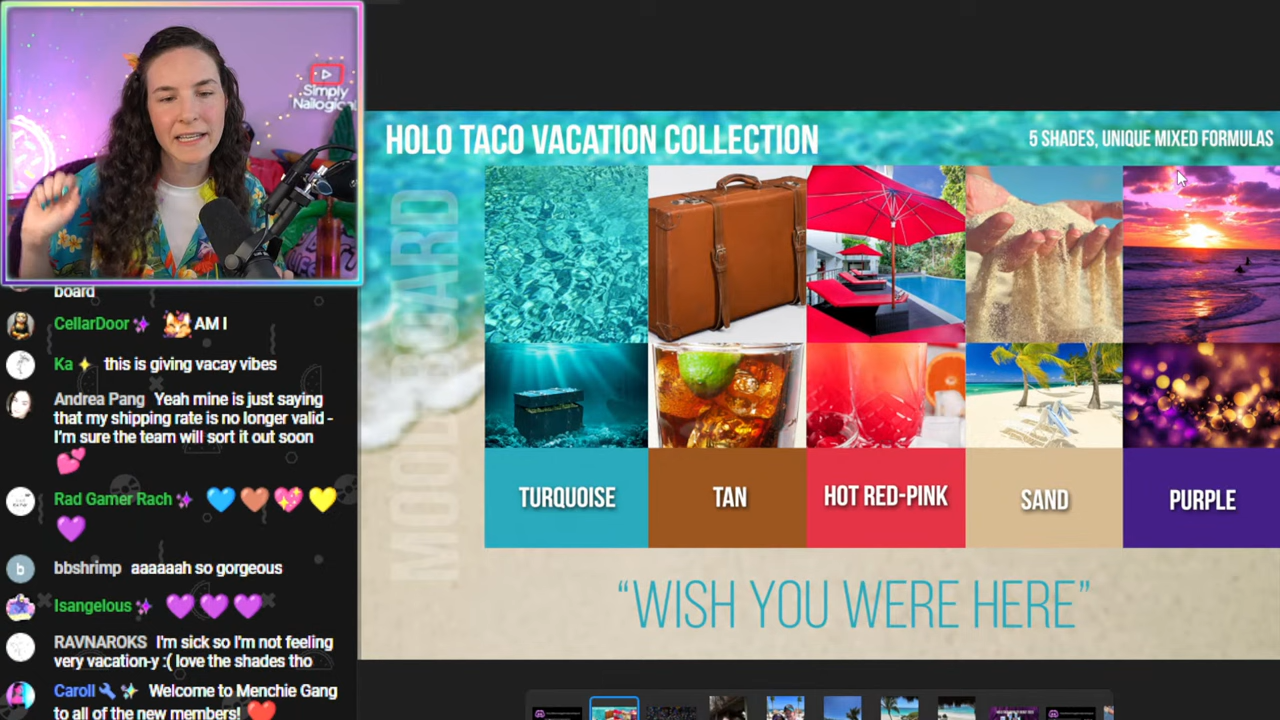 Simply
Nailogical
board
CellarDoor AM I
Ka this is giving vacay vibes
Andrea Pang Yeah mine is just saying
that my shipping rate is no longer valid -
I'm sure the team will sort it out soon
Rad Gamer Rach
b bbshrimp aaaaaah so gorgeous
Isangelous
RAVNAROKS I'm sick so I'm not feeling
very vacation-y :( love the shades tho
Caroll Welcome to Menchie Gang
to all of the new members!
HOLO TACO VACATION COLLECTION
5 SHADES, UNIQUE MIXED FORMULAS
MOODBOARD
TURQUOISE
TAN
HOT RED-PINK
SAND
PURPLE
“WISH YOU WERE HERE”